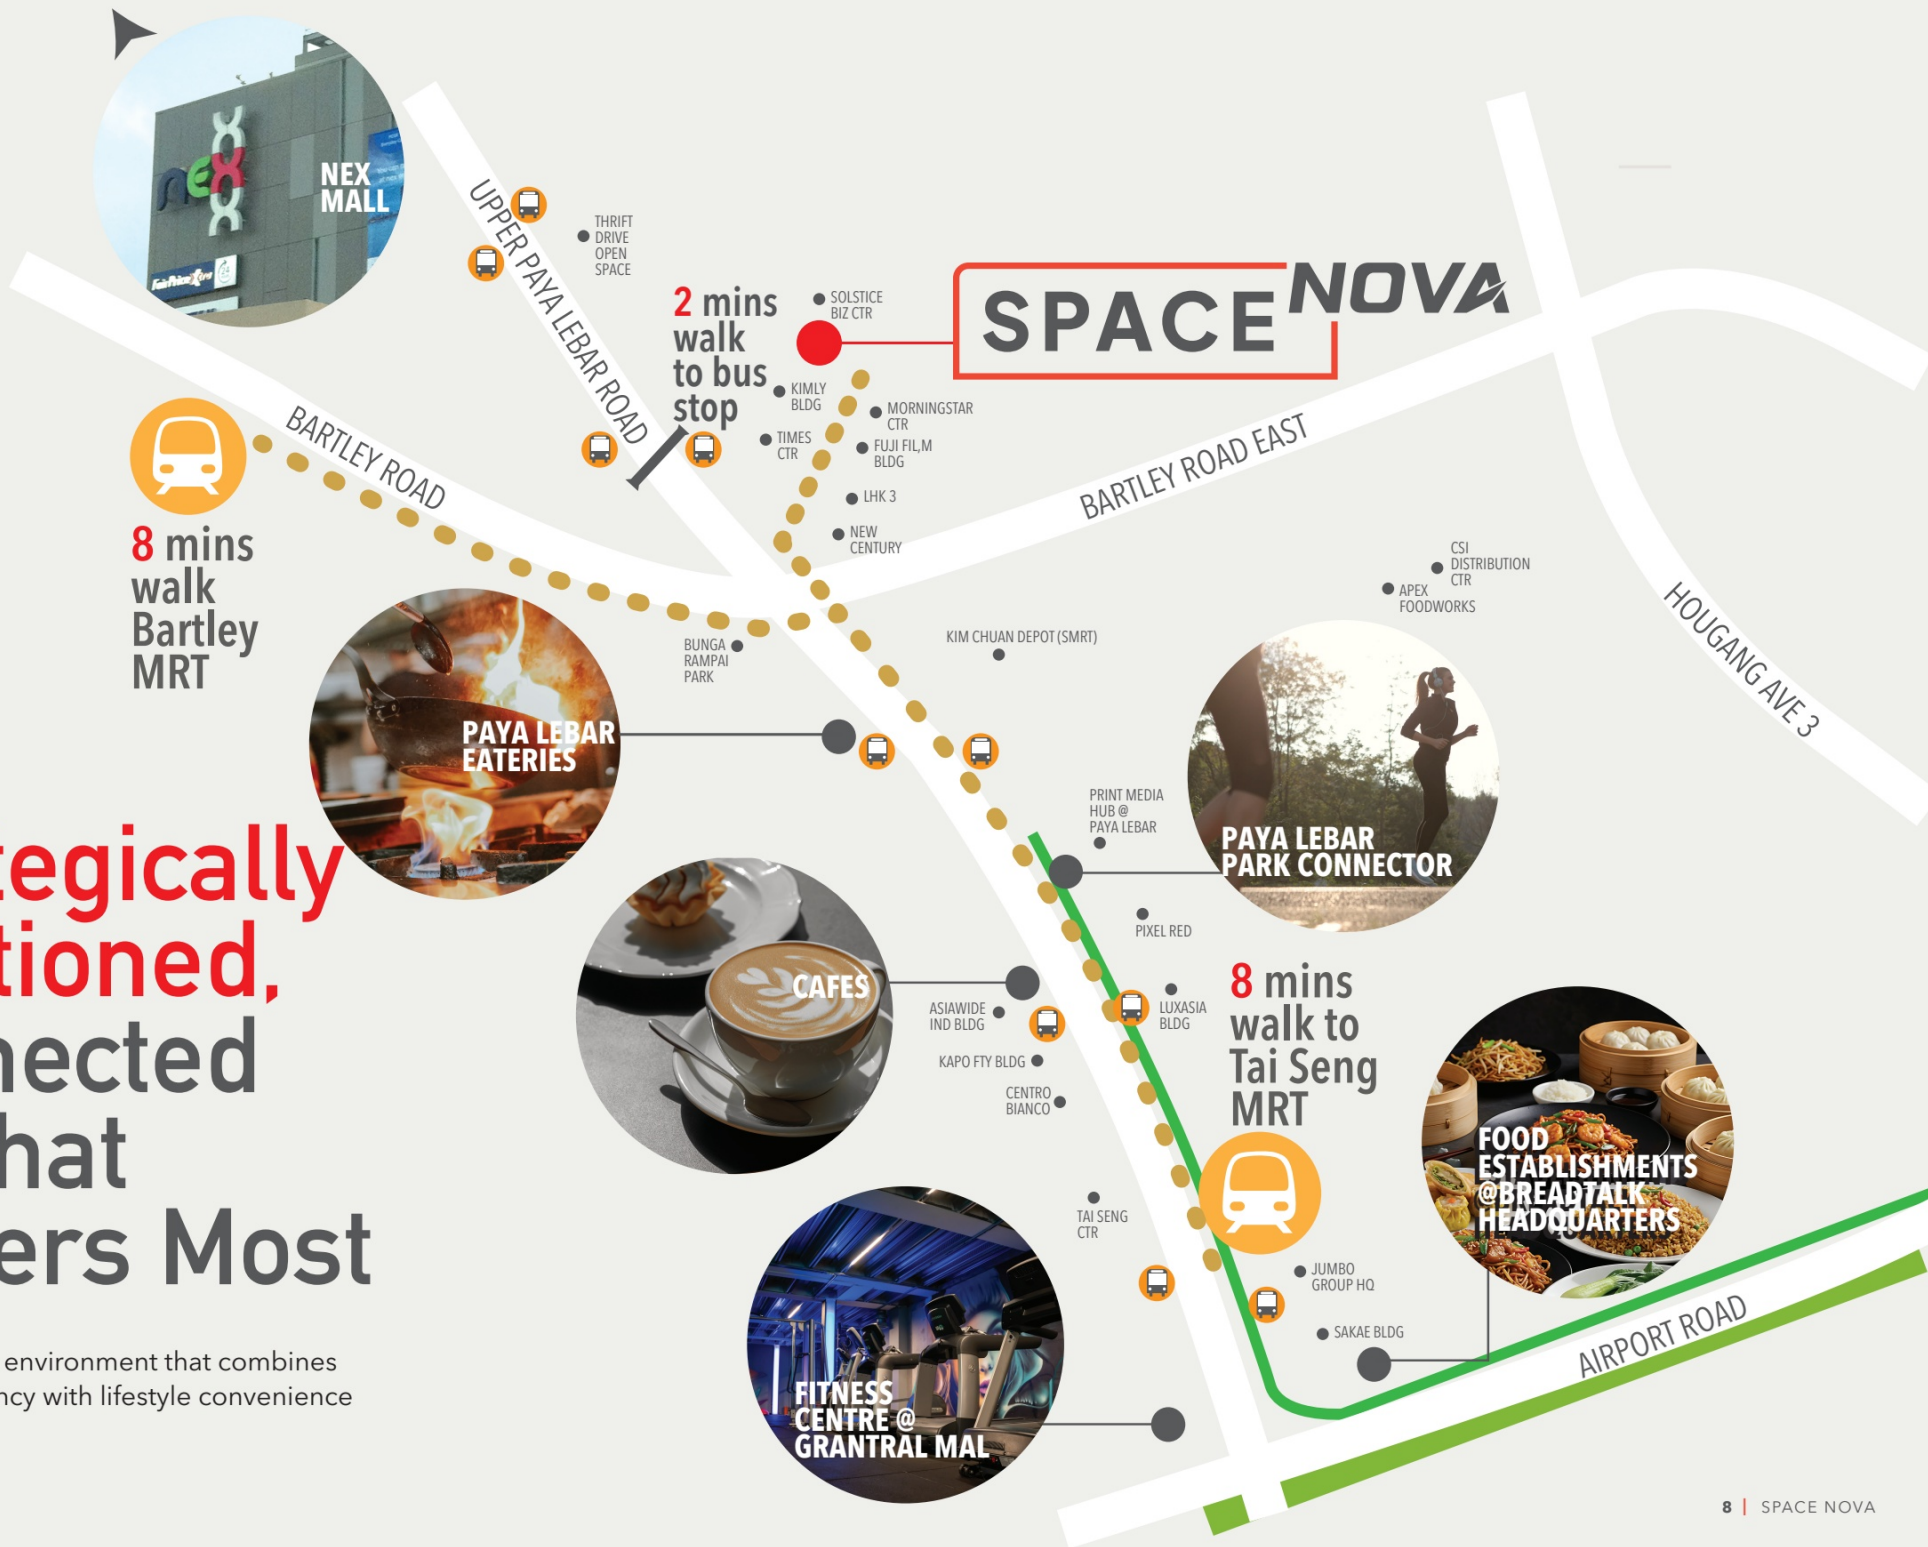 NEX
MALL
nex
UPPER PAYA LEBAR ROAD
THRIFT
DRIVE
OPEN
SPACE
2 mins
walk
to bus
stop
SOLSTICE
BIZ CTR
SPACE NOVA
KIMLY
BLDG
MORNINGSTAR
CTR
TIMES
CTR
FUJI FIL,M
BLDG
LHK 3
NEW
CENTURY
BARTLEY ROAD
BARTLEY ROAD EAST
8 mins
walk
Bartley
MRT
CSI
DISTRIBUTION
CTR
APEX
FOODWORKS
HOUGANG AVE 3
BUNGA
RAMPAI
PARK
KIM CHUAN DEPOT (SMRT)
PAYA LEBAR
EATERIES
PRINT MEDIA
HUB @
PAYA LEBAR
PAYA LEBAR
PARK CONNECTOR
tegically
tioned,
nected
hat
ers Most
environment that combines
ncy with lifestyle convenience
PIXEL RED
CAFES
ASIAWIDE
IND BLDG
LUXASIA
BLDG
KAPO FTY BLDG
CENTRO
BIANCO
8 mins
walk to
Tai Seng
MRT
FOOD
ESTABLISHMENTS
@BREADTALK
HEADQUARTERS
TAI SENG
CTR
JUMBO
GROUP HQ
SAKAE BLDG
AIRPORT ROAD
FITNESS
CENTRE @
GRANTRAL MAL
8 | SPACE NOVA